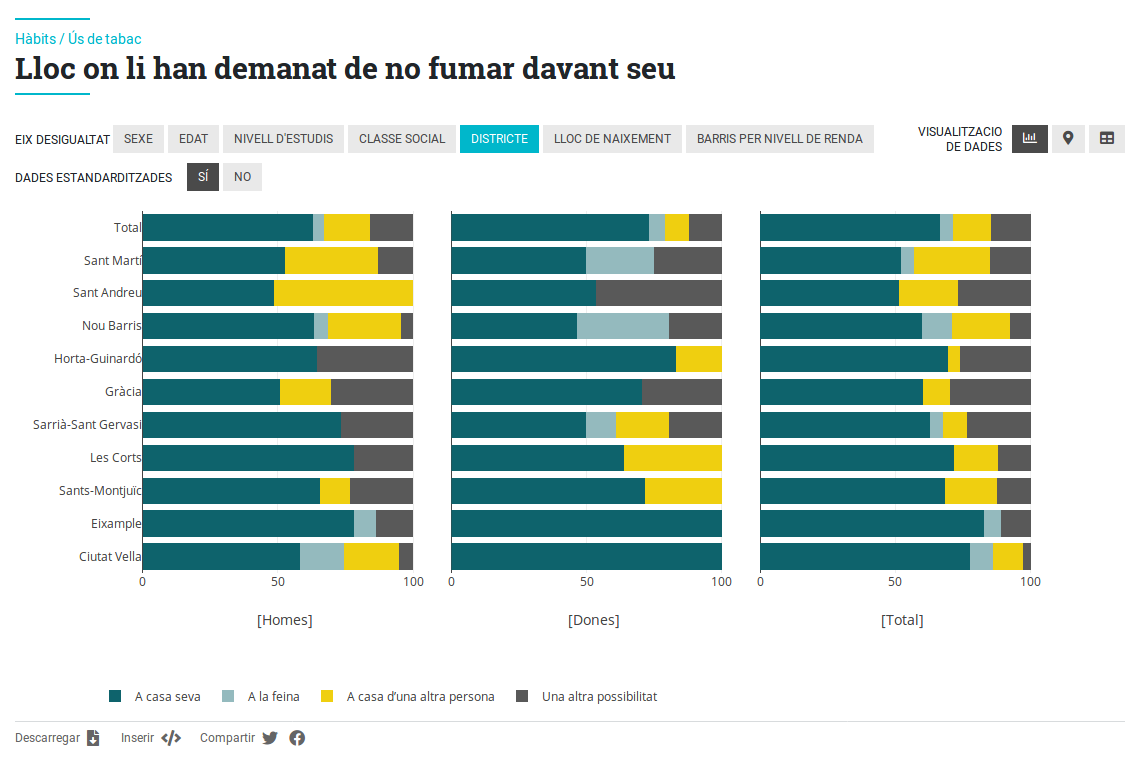 Hàbits / Ús de tabac
Lloc on li han demanat de no fumar davant seu
EIX DESIGUALTAT SEXE EDAT NIVELL D'ESTUDIS CLASSE SOCIAL DISTRICTE LLOC DE NAIXEMENT BARRIS PER NIVELL DE RENDA VISUALITZACIO
DE DADES
DADES ESTANDARDITZADES SÍ NO
Total
Sant Martí
Sant Andreu
Nou Barris
Horta-Guinardó
Gràcia
Sarrià-Sant Gervasi
Les Corts
Sants-Montjuïc
Eixample
Ciutat Vella
0 50 100 0 50 100 0 50 100
[Homes] [Dones] [Total]
A casa seva A la feina A casa d'una altra persona Una altra possibilitat
Descarregar Inserir Compartir